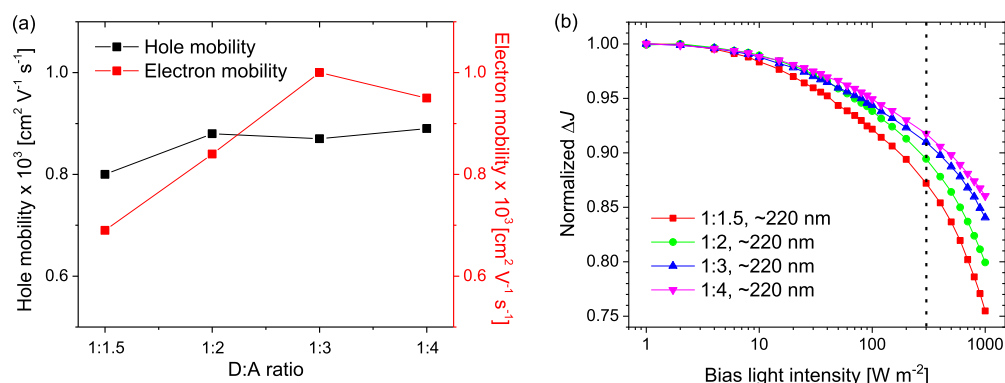 (a)
Hole mobility
Electron mobility
Hole mobility x 10³ [cm² V⁻¹ s⁻¹]
1.0
0.8
0.6
Electron mobility x 10³ [cm² V⁻¹ s⁻¹]
1.0
0.8
0.6
1:1.5
1:2
1:3
1:4
D:A ratio
(b)
Normalized ΔJ
1.00
0.95
0.90
0.85
0.80
0.75
1:1.5, ~220 nm
1:2, ~220 nm
1:3, ~220 nm
1:4, ~220 nm
1
10
100
1000
Bias light intensity [W m⁻²]